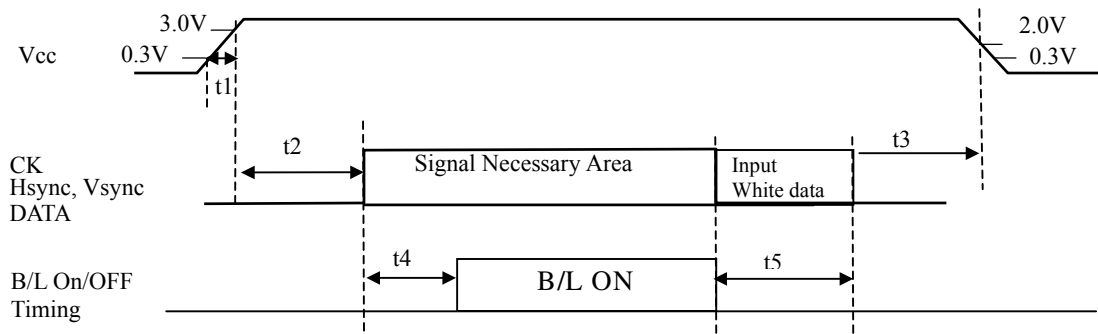 3.0V
2.0V
Vcc
0.3V
0.3V
t1
t2
t3
CK
Hsync, Vsync
DATA
Signal Necessary Area
Input
White data
t4
t5
B/L On/OFF
Timing
B/L ON